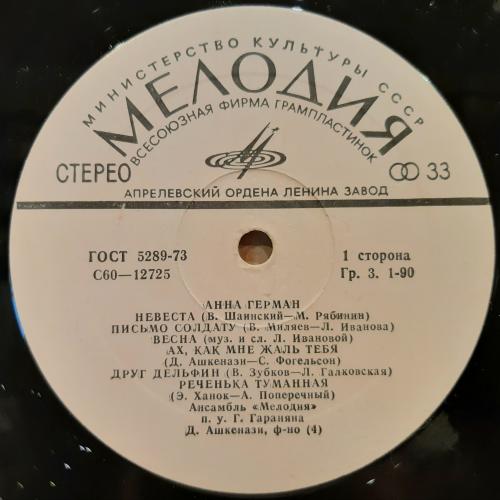 МИНИСТЕРСТВО КУЛЬТУРЫ СССР
МЕЛОДИЯ
ВСЕСОЮЗНАЯ ФИРМА ГРАМПЛАСТИНОК
СТЕРЕО 33
АПРЕЛЕВСКИЙ ОРДЕНА ЛЕНИНА ЗАВОД
ГОСТ 5289-73 1 сторона
С60—12725 Гр. 3. 1-90
АННА ГЕРМАН
НЕВЕСТА (В. Шаинский—М. Рябинин)
ПИСЬМО СОЛДАТУ (В. Миляев—Л. Иванова)
ВЕСНА (муз. и сл. Л. Ивановой)
АХ, КАК МНЕ ЖАЛЬ ТЕБЯ
(Д. Ашкенази—С. Фогельсон)
ДРУГ ДЕЛЬФИН (В. Зубков—Л. Галковская)
РЕЧЕНЬКА ТУМАННАЯ
(Э. Ханок—А. Поперечный)
Ансамбль «Мелодия»
п. у. Г. Гараняна
Д. Ашкенази, ф-но (4)